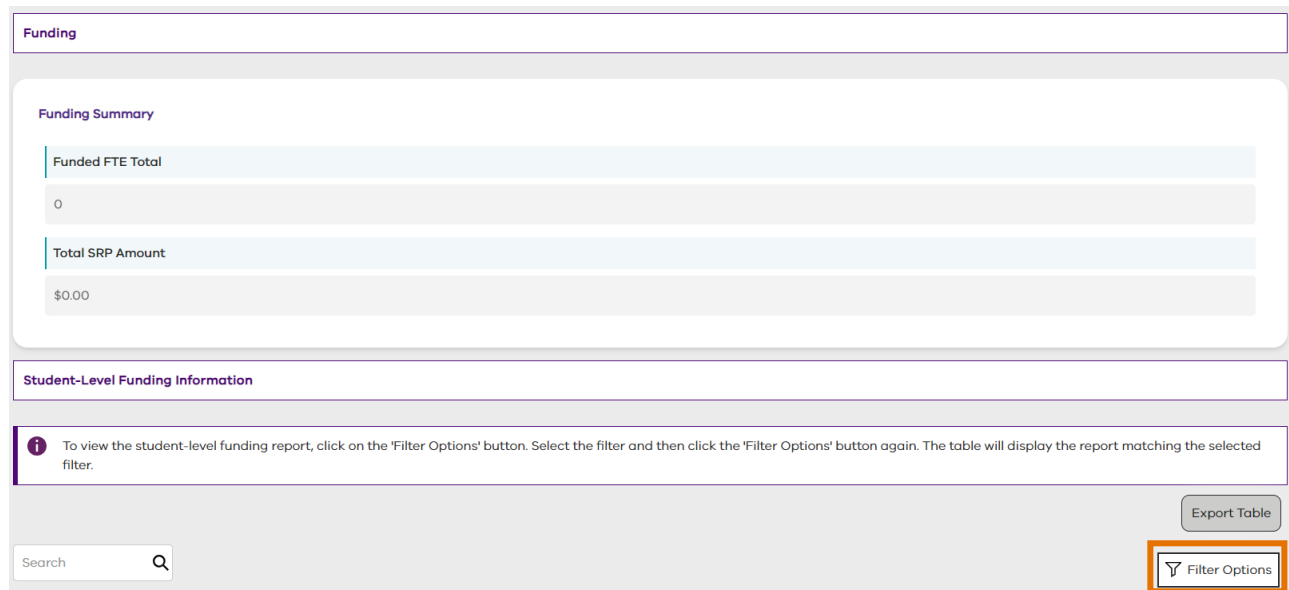 Funding
Funding Summary
Funded FTE Total
0
Total SRP Amount
$0.00
Student-Level Funding Information
To view the student-level funding report, click on the 'Filter Options' button. Select the filter and then click the 'Filter Options' button again. The table will display the report matching the selected
filter.
Export Table
Search
Filter Options